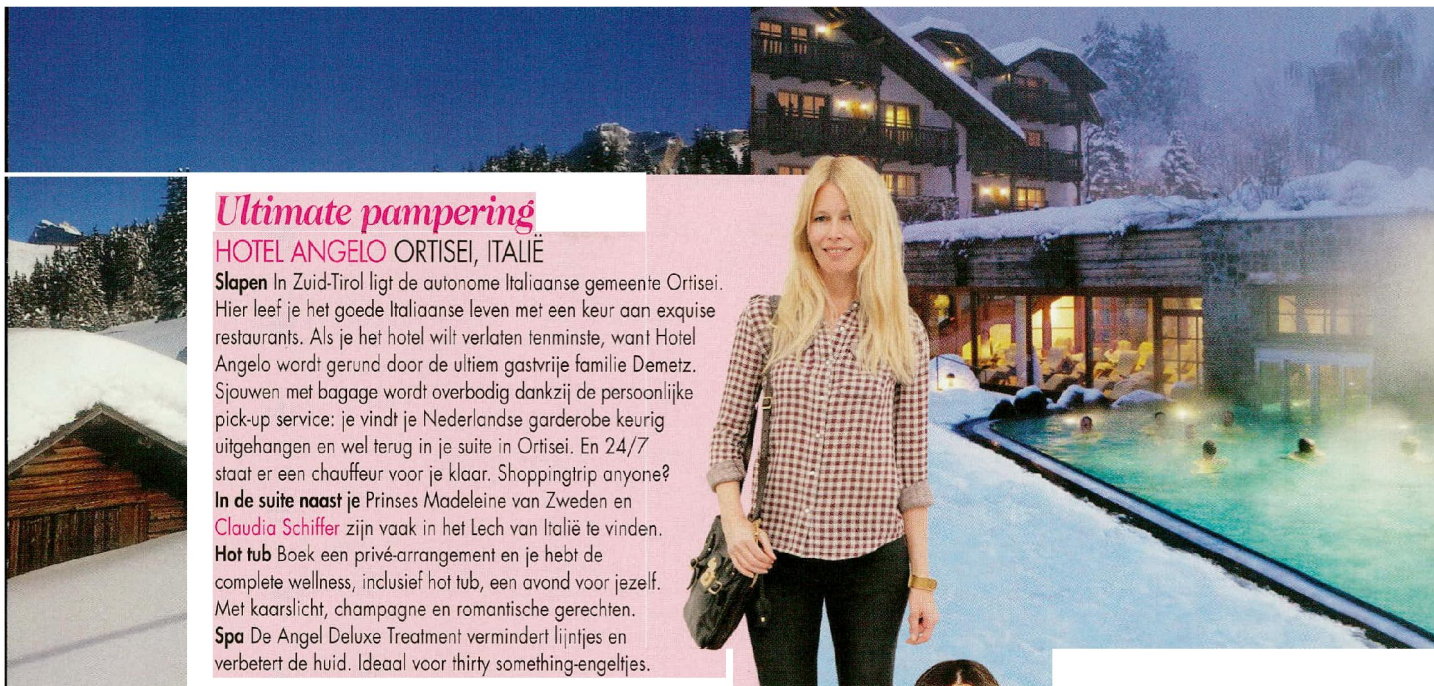 Ultimate pampering
HOTEL ANGELO ORTISEI, ITALIË
Slapen In Zuid-Tirol ligt de autonome Italiaanse gemeente Ortisei.
Hier leef je het goede Italiaanse leven met een keur aan exquise
restaurants. Als je het hotel wilt verlaten tenminste, want Hotel
Angelo wordt gerund door de ultiem gastvrije familie Demetz.
Sjouwen met bagage wordt overbodig dankzij de persoonlijke
pick-up service: je vindt je Nederlandse garderobe keurig
uitgehangen en wel terug in je suite in Ortisei. En 24/7
staat er een chauffeur voor je klaar. Shoppingtrip anyone?
In de suite naast je Prinses Madeleine van Zweden en
Claudia Schiffer zijn vaak in het Lech van Italië te vinden.
Hot tub Boek een privé-arrangement en je hebt de
complete wellness, inclusief hot tub, een avond voor jezelf.
Met kaarslicht, champagne en romantische gerechten.
Spa De Angel Deluxe Treatment vermindert lijntjes en
verbetert de huid. Ideaal voor thirty something-engeltjes.